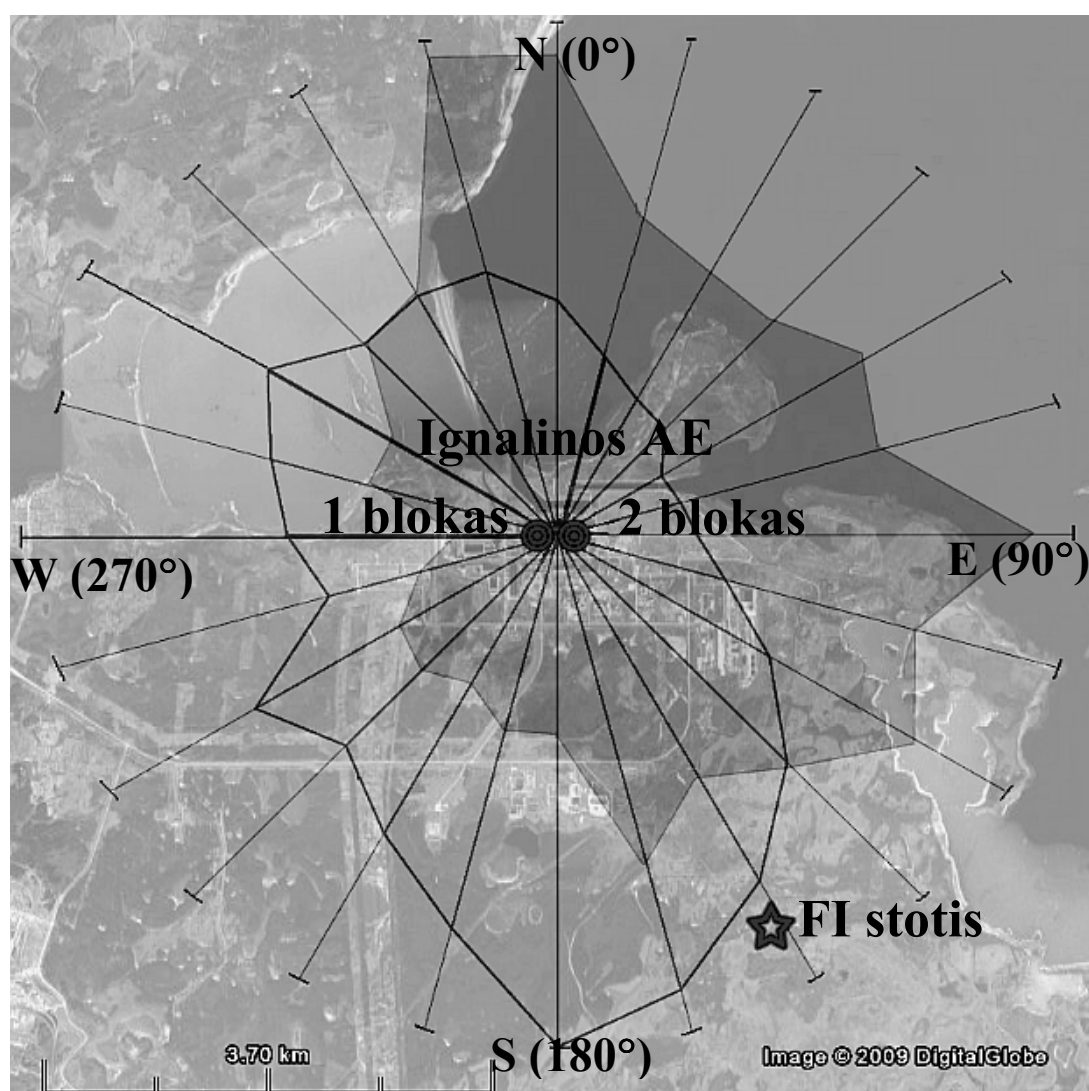 N (0°)
Ignalinos AE
1 blokas
2 blokas
W (270°)
E (90°)
FI stotis
S (180°)
3.70 km
Image © 2009 DigitalGlobe